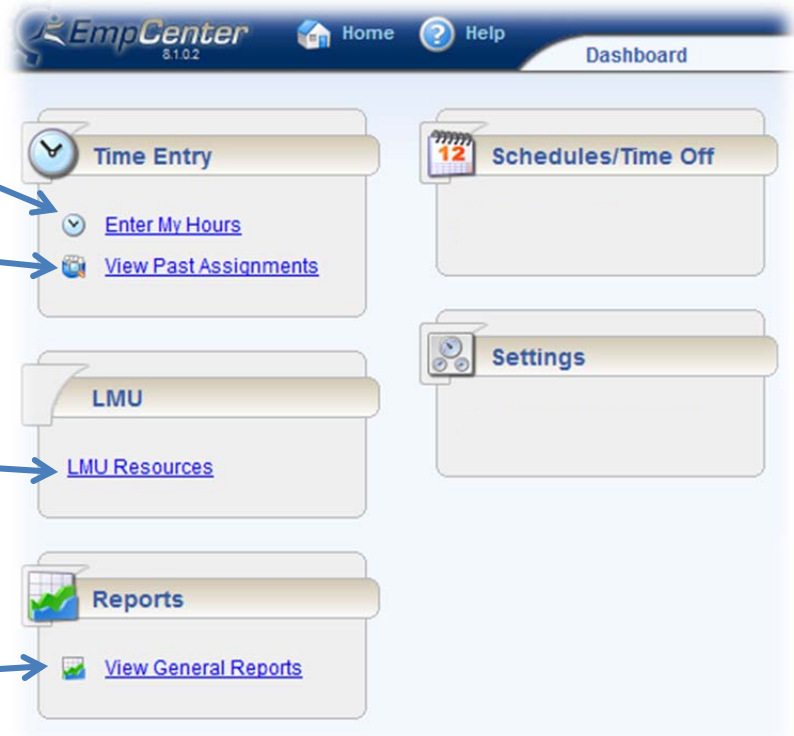 EmpCenter
8.1.0.2
Home
Help
Dashboard
Time Entry
Enter My Hours
View Past Assignments
LMU
LMU Resources
Reports
View General Reports
12
Schedules/Time Off
Settings